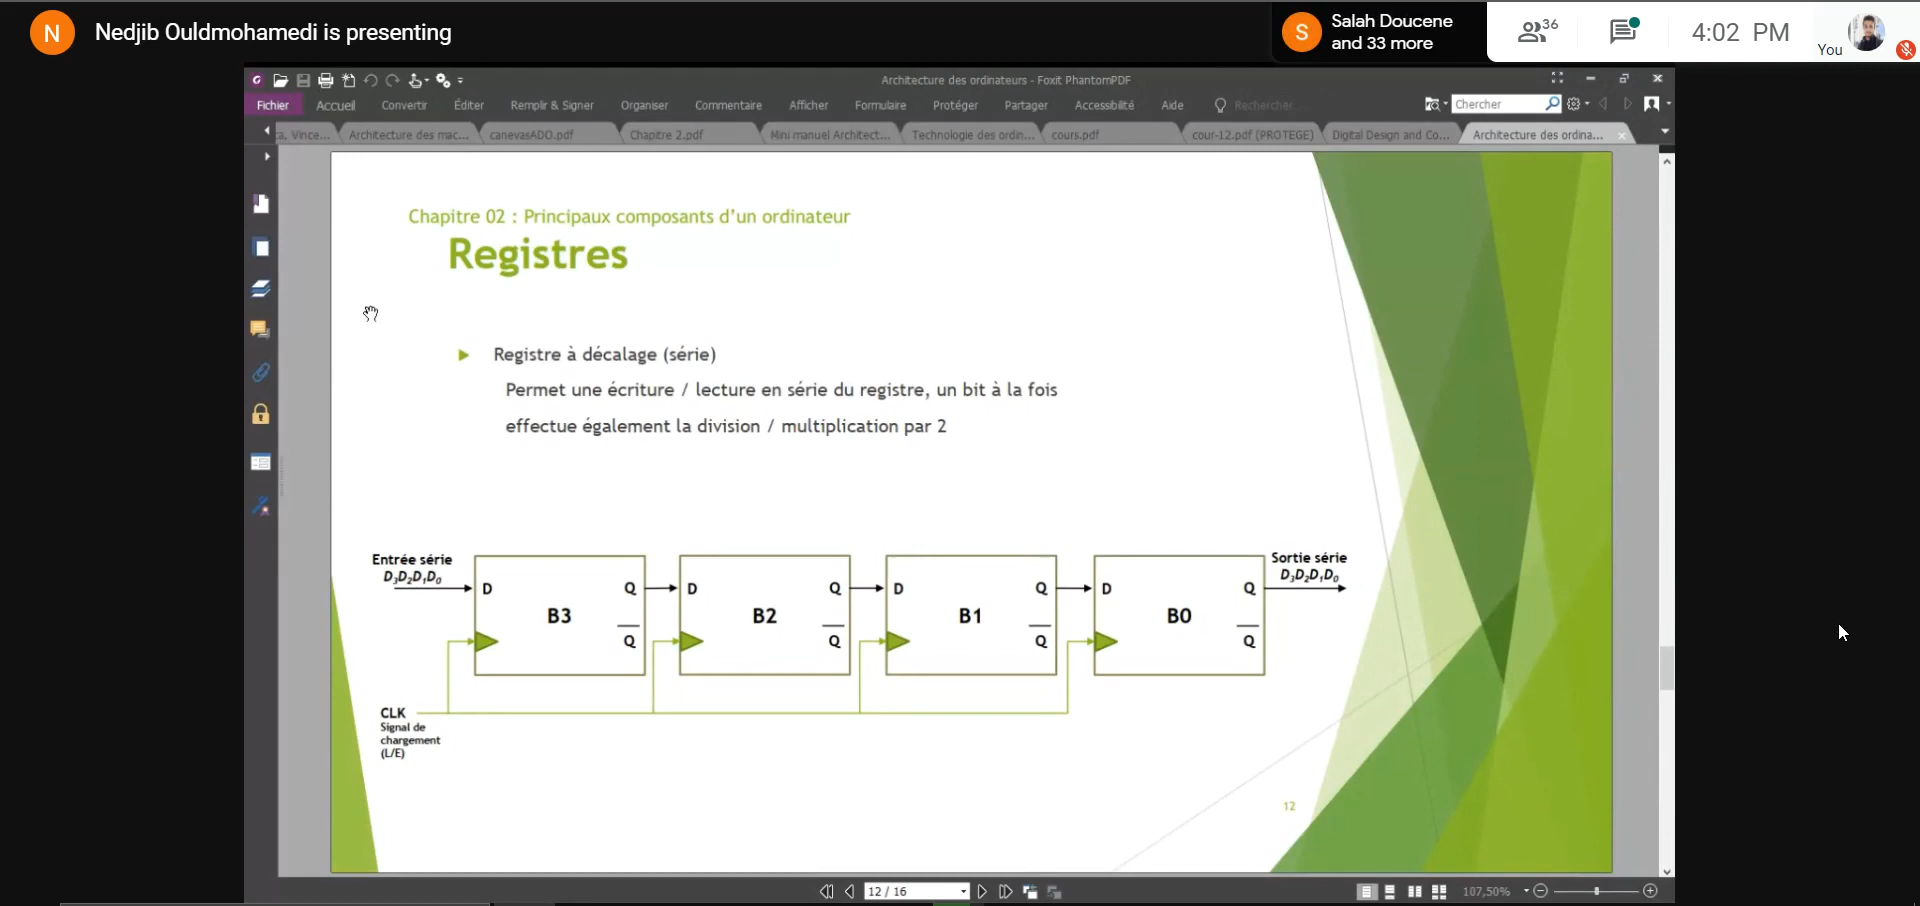 N Nedjib Ouldmohamedi is presenting
S Salah Doucene
and 33 more
36
4:02 PM
You
Architecture des ordinateurs - Foxit PhantomPDF
Fichier Accueil Convertir Éditer Remplir & Signer Organiser Commentaire Afficher Formulaire Protéger Partager Accessibilité Aide Rechercher... Chercher
ta. Vince... Architecture des mac... canevasADO.pdf Chapitre 2.pdf Mini manuel Architect... Technologie des ordin... cours.pdf cour-12.pdf (PROTEGE) Digital Design and Co... Architecture des ordina...
Chapitre 02 : Principaux composants d’un ordinateur
Registres
Registre à décalage (série)
Permet une écriture / lecture en série du registre, un bit à la fois
effectue également la division / multiplication par 2
Entrée série
D₃D₂D₁D₀
Sortie série
D₃D₂D₁D₀
D Q D Q D Q D Q
B3 B2 B1 B0
Q̅ Q̅ Q̅ Q̅
CLK
Signal de
chargement
(L/E)
12
12 / 16
107,50%